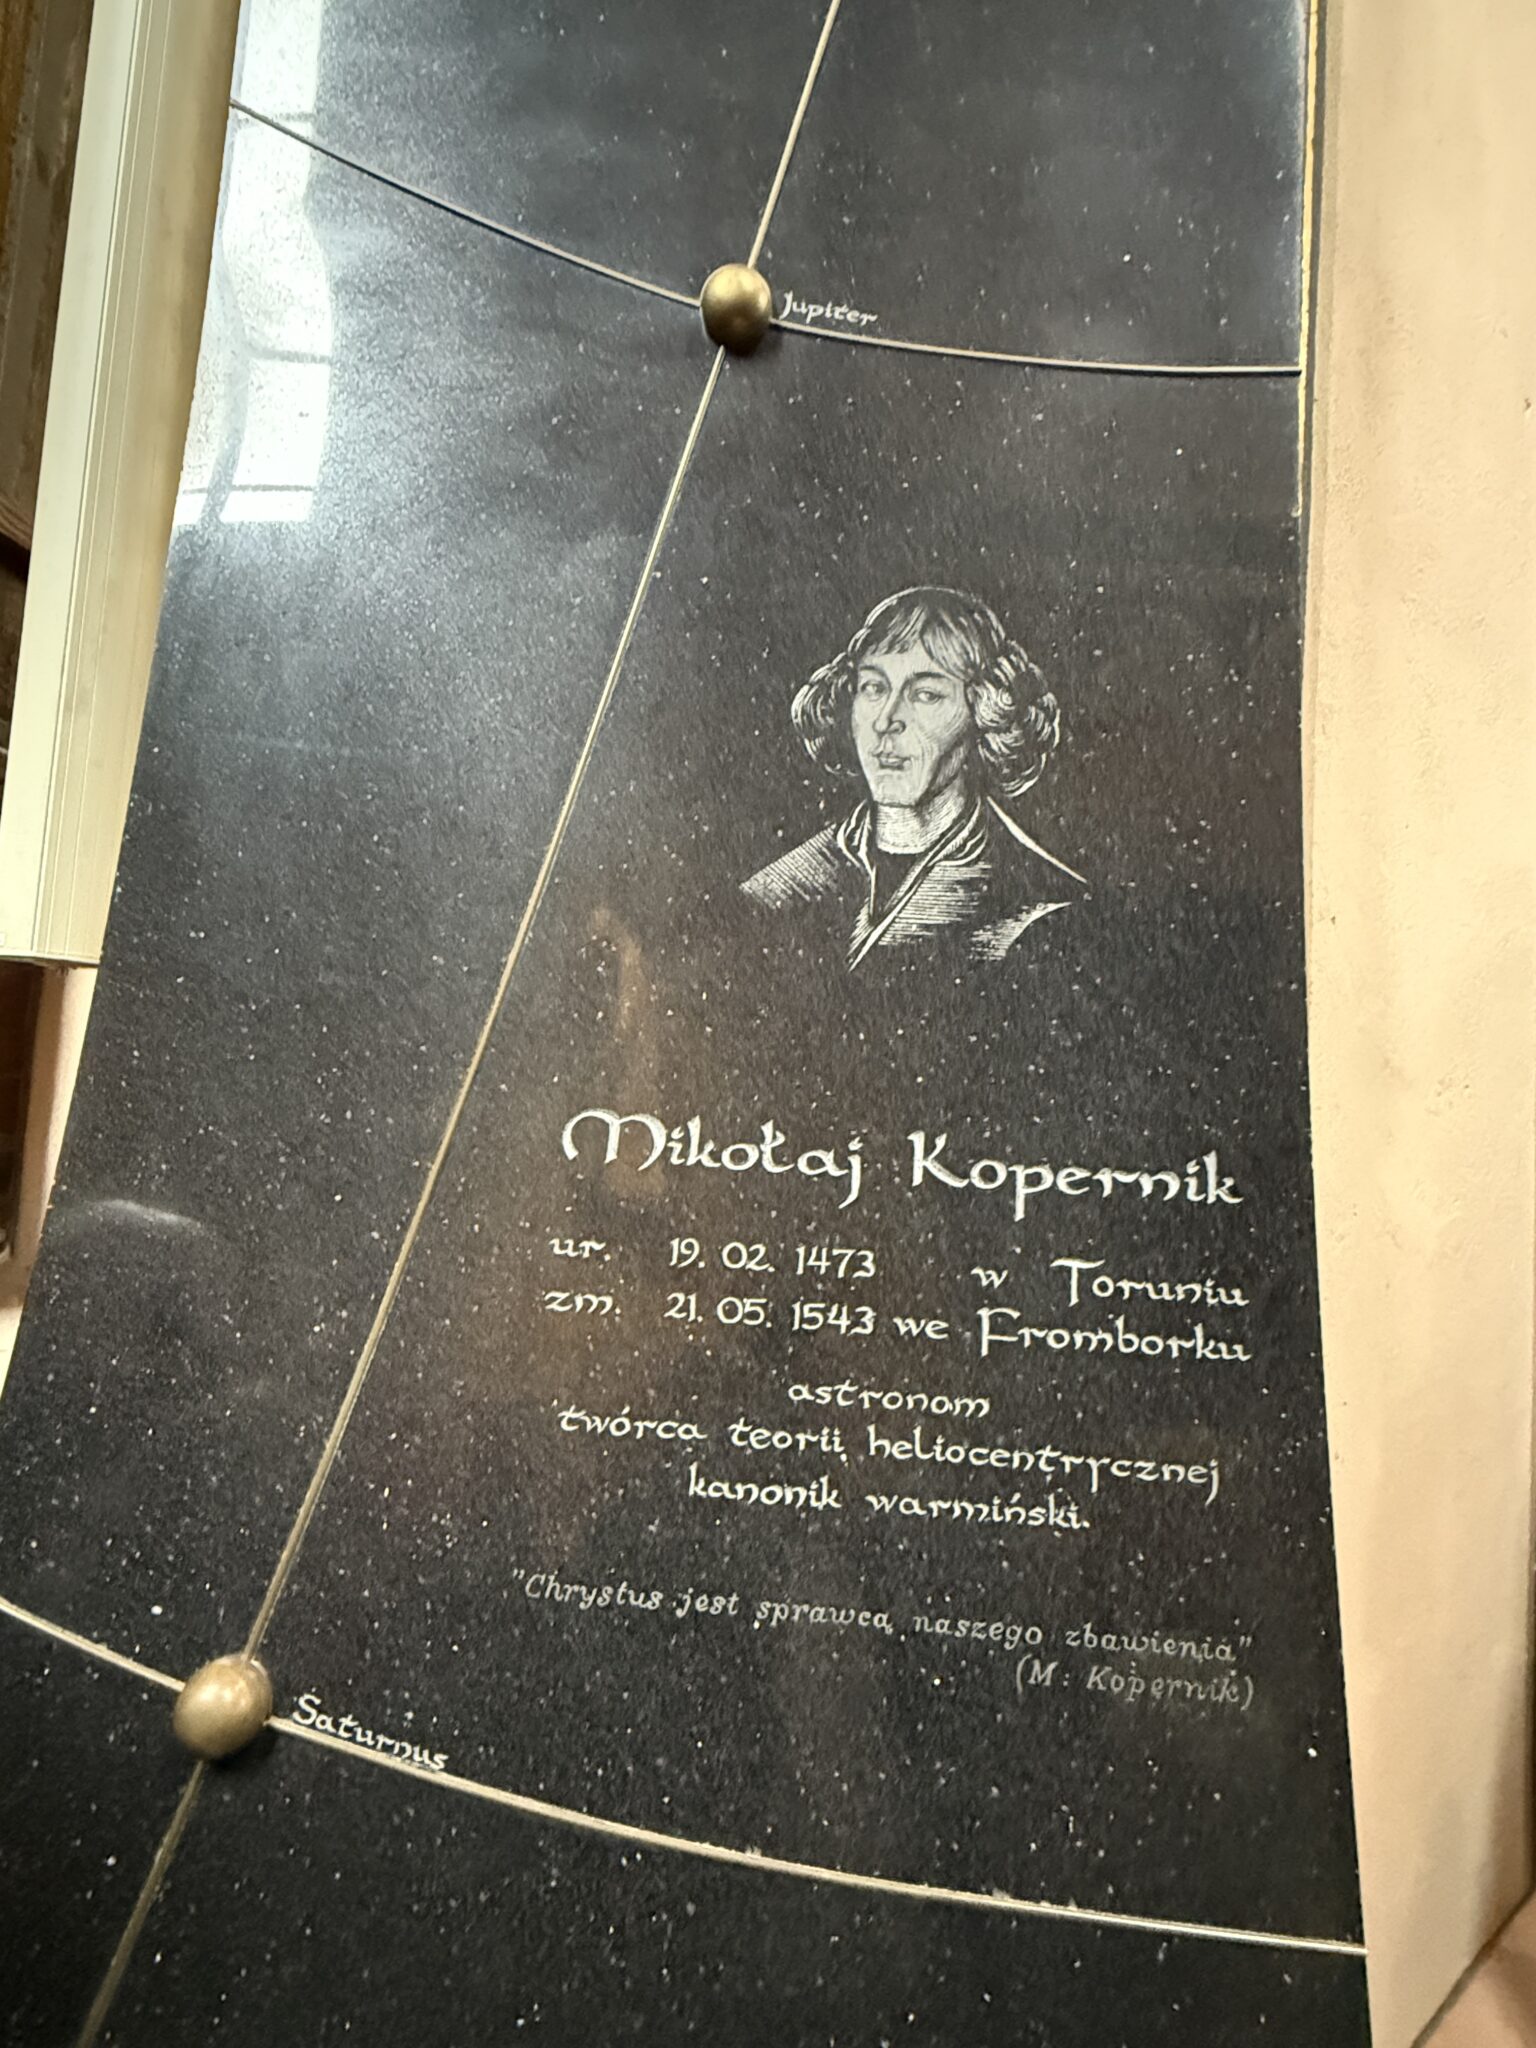 Jupiter
Mikołaj Kopernik
ur. 19. 02. 1473 w Toruniu
zm. 21. 05. 1543 we Fromborku
astronom
twórca teorii heliocentrycznej
kanonik warmiński.
"Chrystus jest sprawcą naszego zbawienia"
(M: Kopernik)
Saturnus